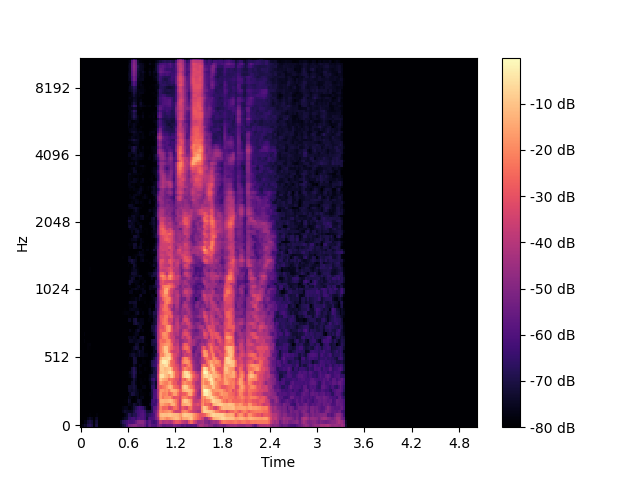 8192
4096
2048
1024
512
0
Hz
0 0.6 1.2 1.8 2.4 3 3.6 4.2 4.8
Time
-10 dB
-20 dB
-30 dB
-40 dB
-50 dB
-60 dB
-70 dB
-80 dB